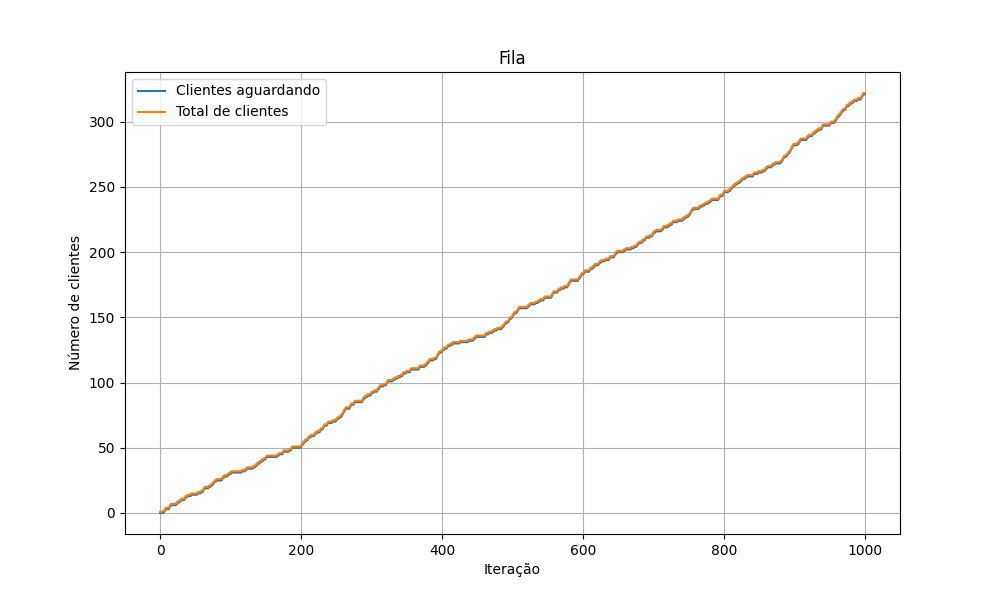 Fila
Clientes aguardando
Total de clientes
Número de clientes
300
250
200
150
100
50
0
0 200 400 600 800 1000
Iteração